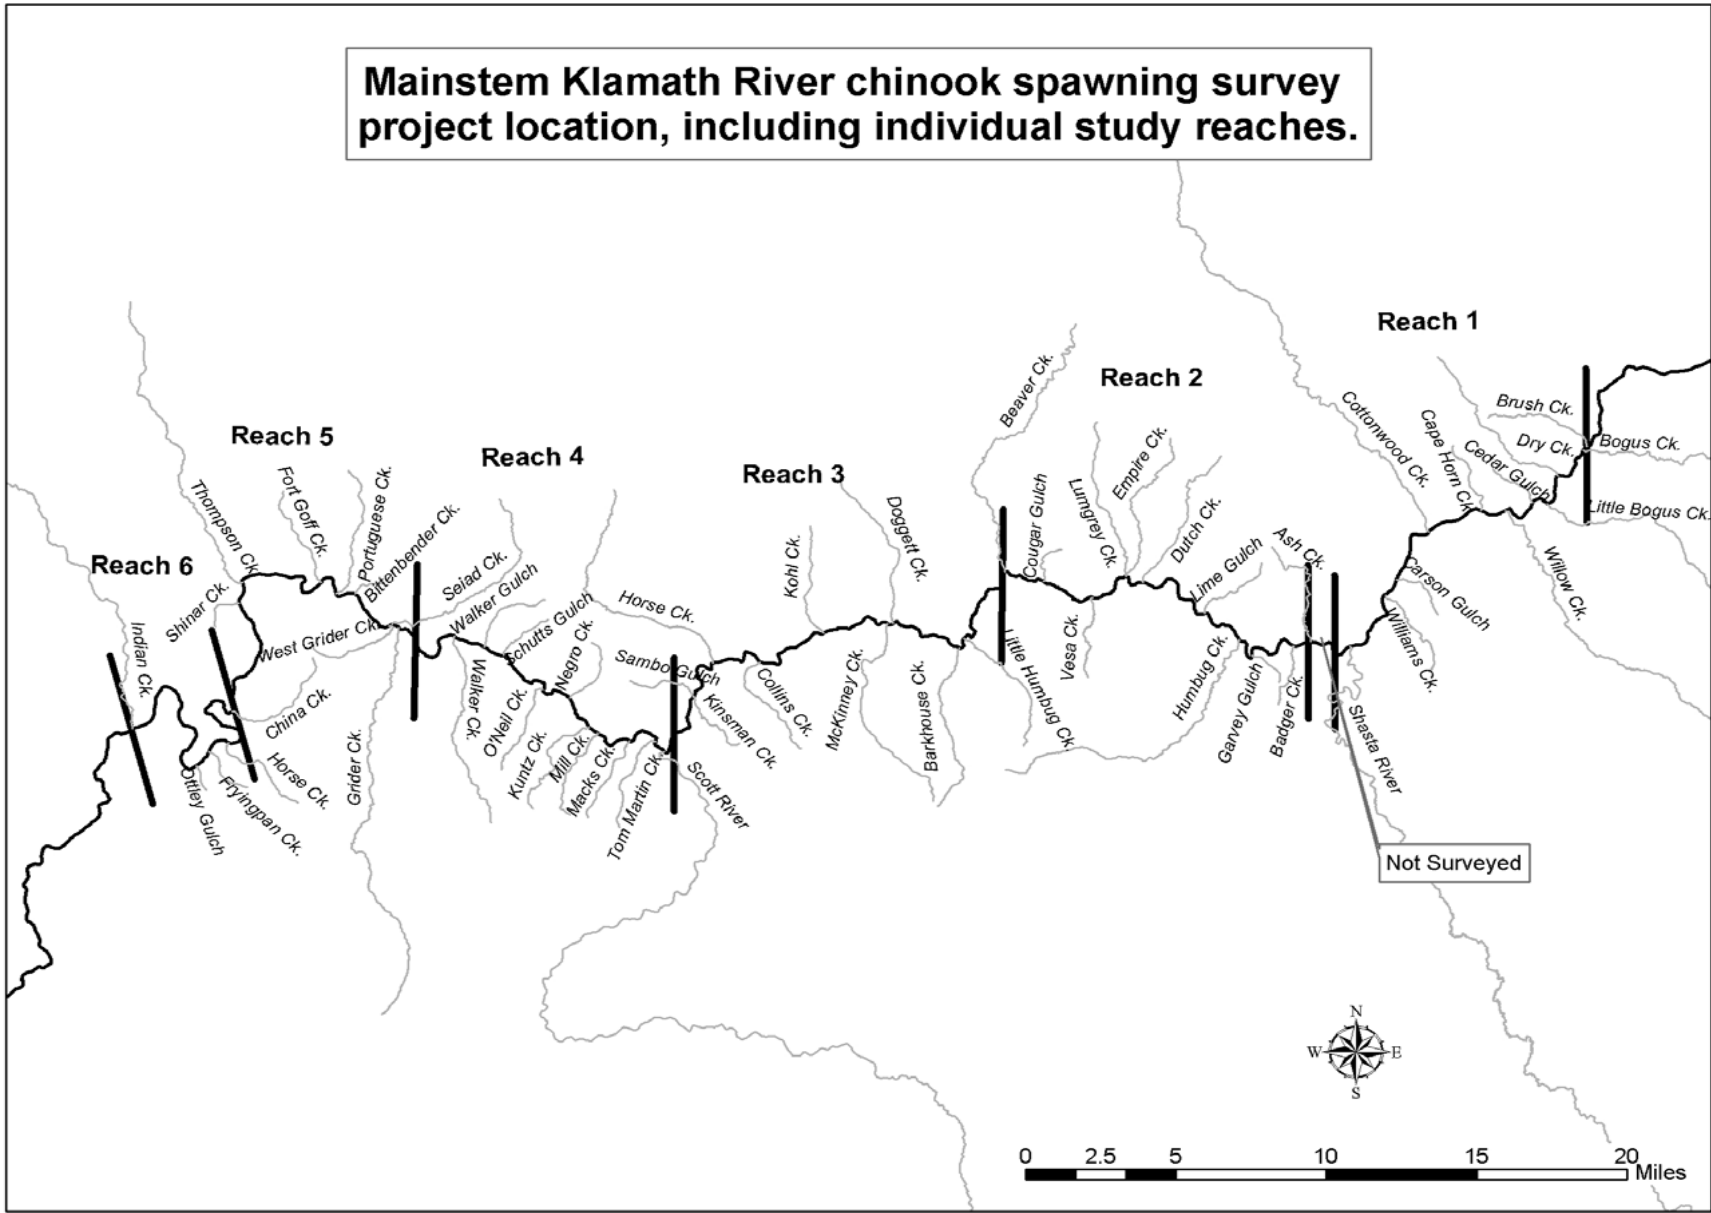 Mainstem Klamath River chinook spawning survey
project location, including individual study reaches.
Reach 1
Reach 2
Reach 3
Reach 4
Reach 5
Reach 6
Brush Ck.
Bogus Ck.
Dry Ck.
Cedar Gulch
Little Bogus Ck.
Cape Horn Ck.
Cottonwood Ck.
Willow Ck.
Carson Gulch
Williams Ck.
Shasta River
Not Surveyed
Ash Ck.
Lime Gulch
Badger Ck.
Garvey Gulch
Humbug Ck.
Dutch Ck.
Empire Ck.
Lumgrey Ck.
Vesa Ck.
Cougar Gulch
Beaver Ck.
Little Humbug Ck.
Doggett Ck.
Kohl Ck.
Barkhouse Ck.
McKinney Ck.
Collins Ck.
Kinsman Ck.
Horse Ck.
Sambo Gulch
Scott River
Tom Martin Ck.
Macks Ck.
Mill Ck.
Kuntz Ck.
O'Neil Ck.
Negro Ck.
Schutts Gulch
Walker Gulch
Walker Ck.
Seiad Ck.
Bittenbender Ck.
Portuguese Ck.
Fort Goff Ck.
Thompson Ck.
Grider Ck.
West Grider Ck.
Shinar Ck.
China Ck.
Horse Ck.
Fryingpan Ck.
Ottley Gulch
Indian Ck.
N
W
E
S
0 2.5 5 10 15 20
Miles